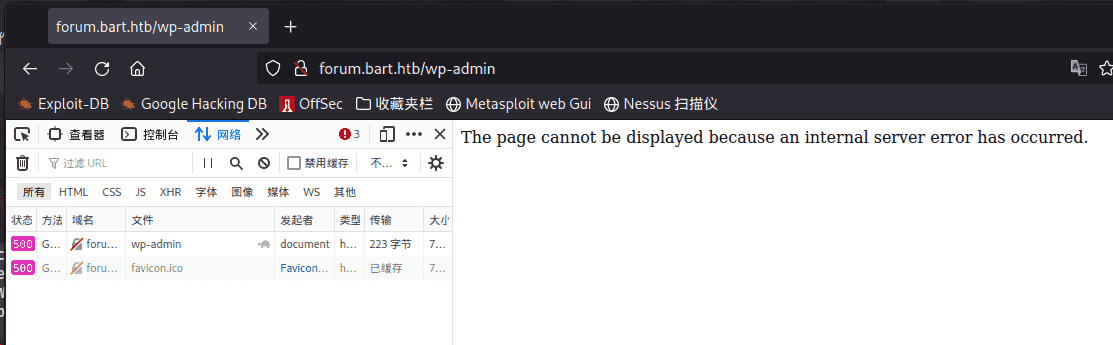 forum.bart.htb/wp-admin
forum.bart.htb/wp-admin
Exploit-DB Google Hacking DB OffSec 收藏夹栏 Metasploit web Gui Nessus 扫描仪
查看器 控制台 网络 3
The page cannot be displayed because an internal server error has occurred.
过滤 URL 禁用缓存 不...
所有 HTML CSS JS XHR 字体 图像 媒体 WS 其他
状态 方法 域名 文件 发起者 类型 传输 大小
500 G... foru... wp-admin document h... 223 字节 7...
500 G... foru... favicon.ico Favicon... h... 已缓存 7...